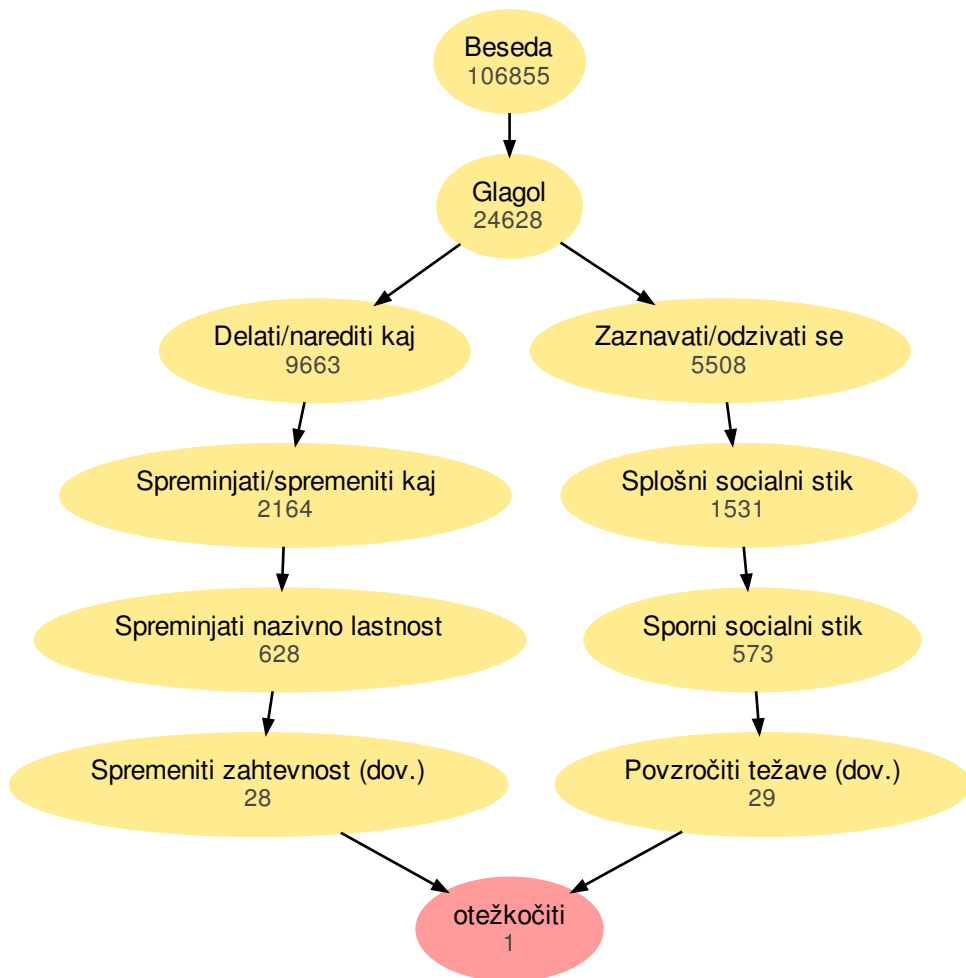 Beseda
106855
Glagol
24628
Delati/narediti kaj
9663
Zaznavati/odzivati se
5508
Spreminjati/spremeniti kaj
2164
Splošni socialni stik
1531
Spreminjati nazivno lastnost
628
Sporni socialni stik
573
Spremeniti zahtevnost (dov.)
28
Povzročiti težave (dov.)
29
otežkočiti
1